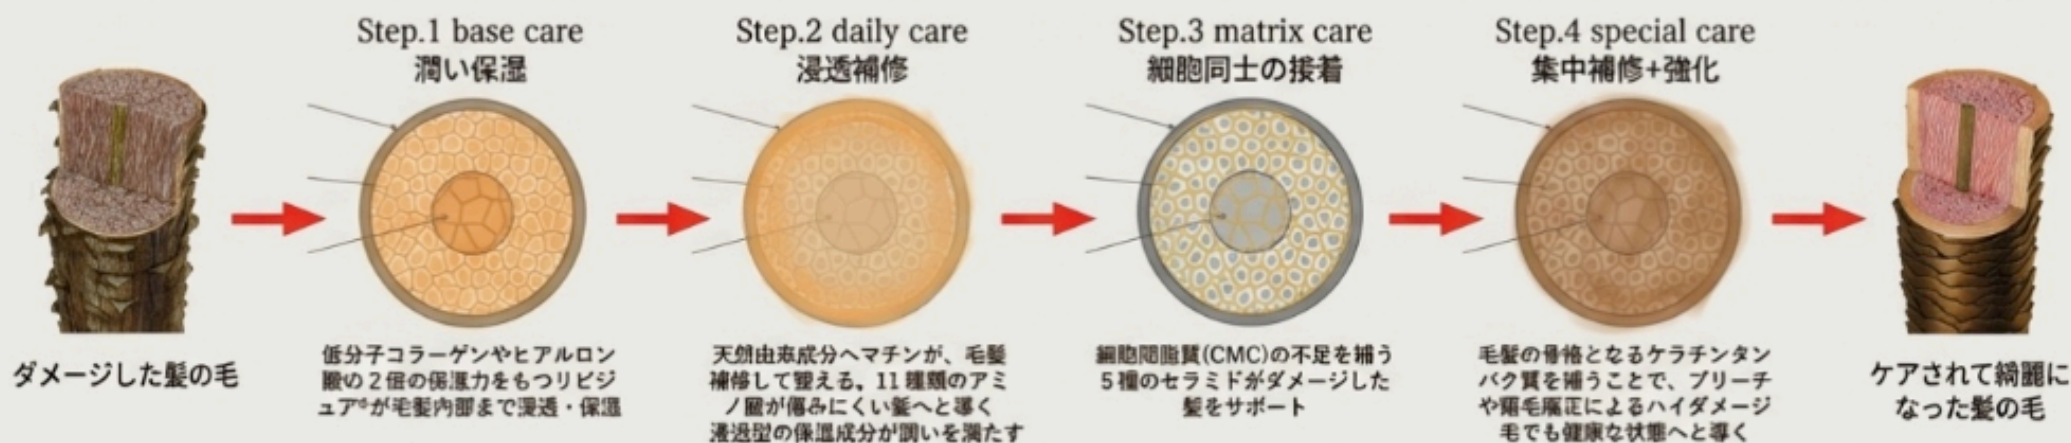 Step.1 base care
潤い保湿
Step.2 daily care
浸透補修
Step.3 matrix care
細胞同士の接着
Step.4 special care
集中補修+強化
ダメージした髪の毛
低分子コラーゲンやヒアルロン
酸の2倍の保湿力をもつリピジ
ュア®が毛髪内部まで浸透・保湿
天然由来成分ヘマチンが、毛髪
補修して整える。11種類のアミ
ノ酸が傷みにくい髪へと導く
浸透型の保湿成分が潤いを満たす
細胞間脂質(CMC)の不足を補う
5種のセラミドがダメージした
髪をサポート
毛髪の骨格となるケラチンタン
パク質を補うことで、ブリーチ
や縮毛矯正によるハイダメージ
毛でも健康な状態へと導く
ケアされて綺麗に
なった髪の毛